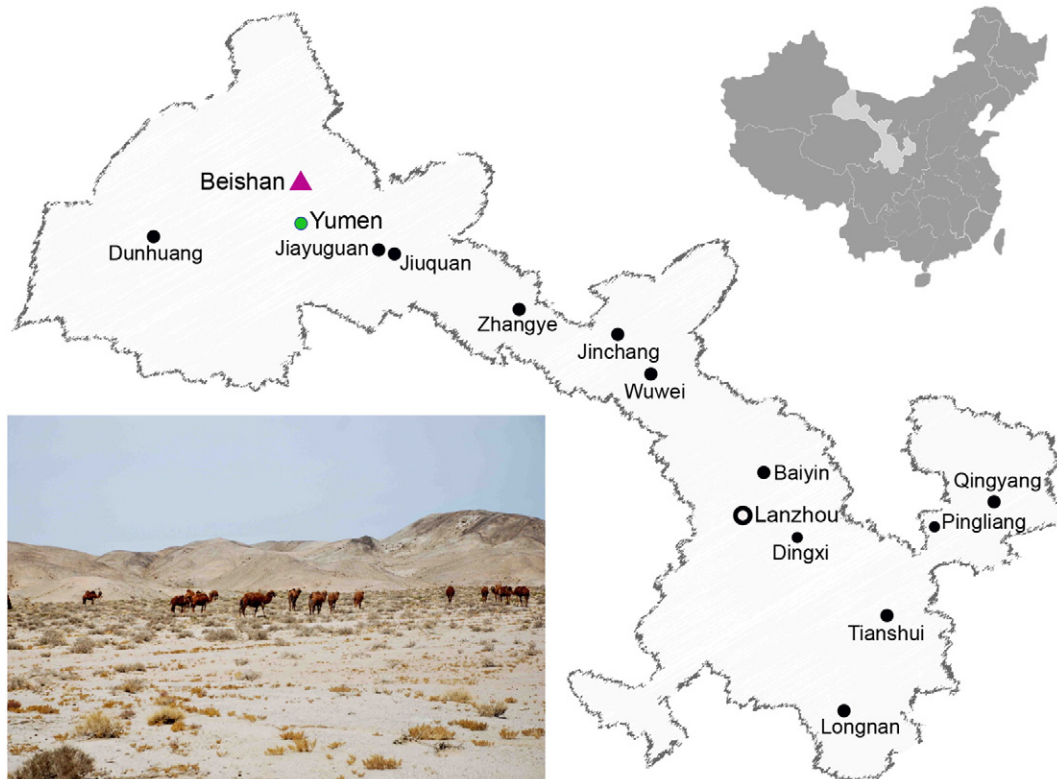 Beishan
Yumen
Dunhuang
Jiayuguan
Jiuquan
Zhangye
Jinchang
Wuwei
Baiyin
Qingyang
Lanzhou
Pingliang
Dingxi
Tianshui
Longnan